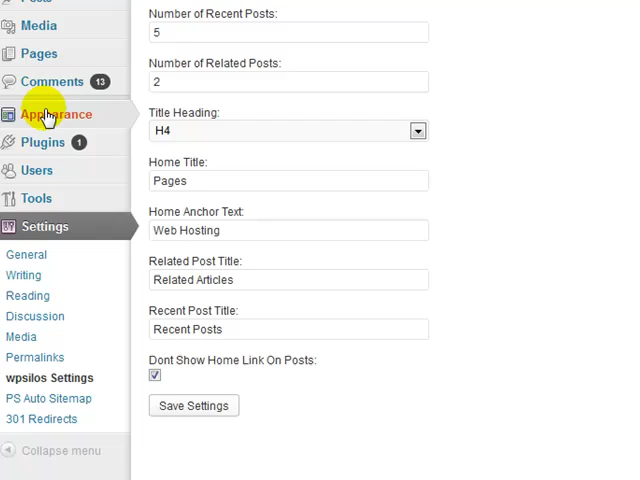 Posts
Media
Pages
Comments 13
Appearance
Plugins 1
Users
Tools
Settings
General
Writing
Reading
Discussion
Media
Permalinks
wpsilos Settings
PS Auto Sitemap
301 Redirects
Collapse menu
Number of Recent Posts:
5
Number of Related Posts:
2
Title Heading:
H4
Home Title:
Pages
Home Anchor Text:
Web Hosting
Related Post Title:
Related Articles
Recent Post Title:
Recent Posts
Dont Show Home Link On Posts:
Save Settings